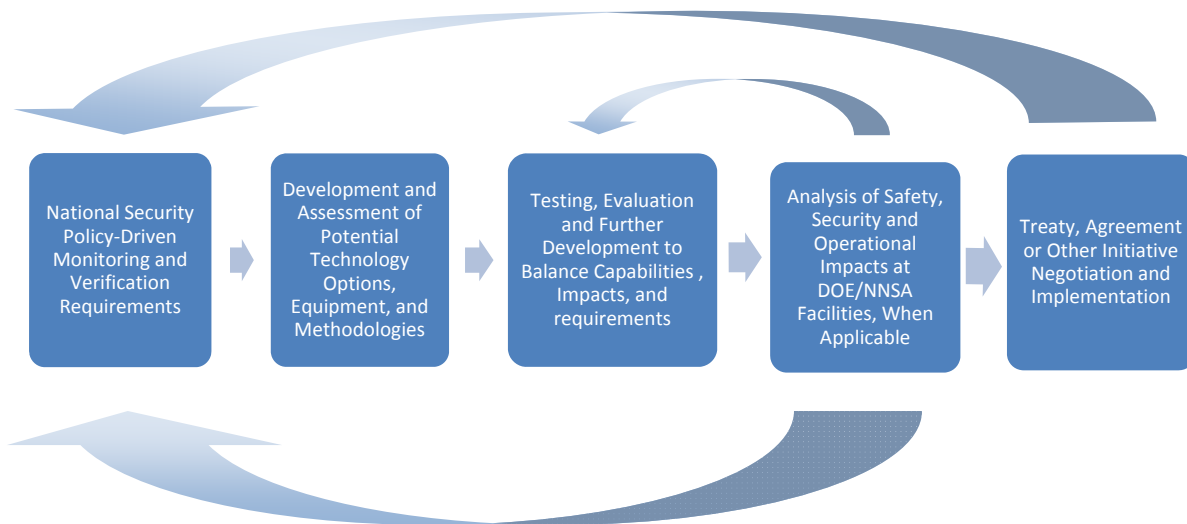 National Security
Policy-Driven
Monitoring and
Verification
Requirements
Development and
Assessment of
Potential
Technology
Options,
Equipment, and
Methodologies
Testing, Evaluation
and Further
Development to
Balance Capabilities ,
Impacts, and
requirements
Analysis of Safety,
Security and
Operational
Impacts at
DOE/NNSA
Facilities, When
Applicable
Treaty, Agreement
or Other Initiative
Negotiation and
Implementation